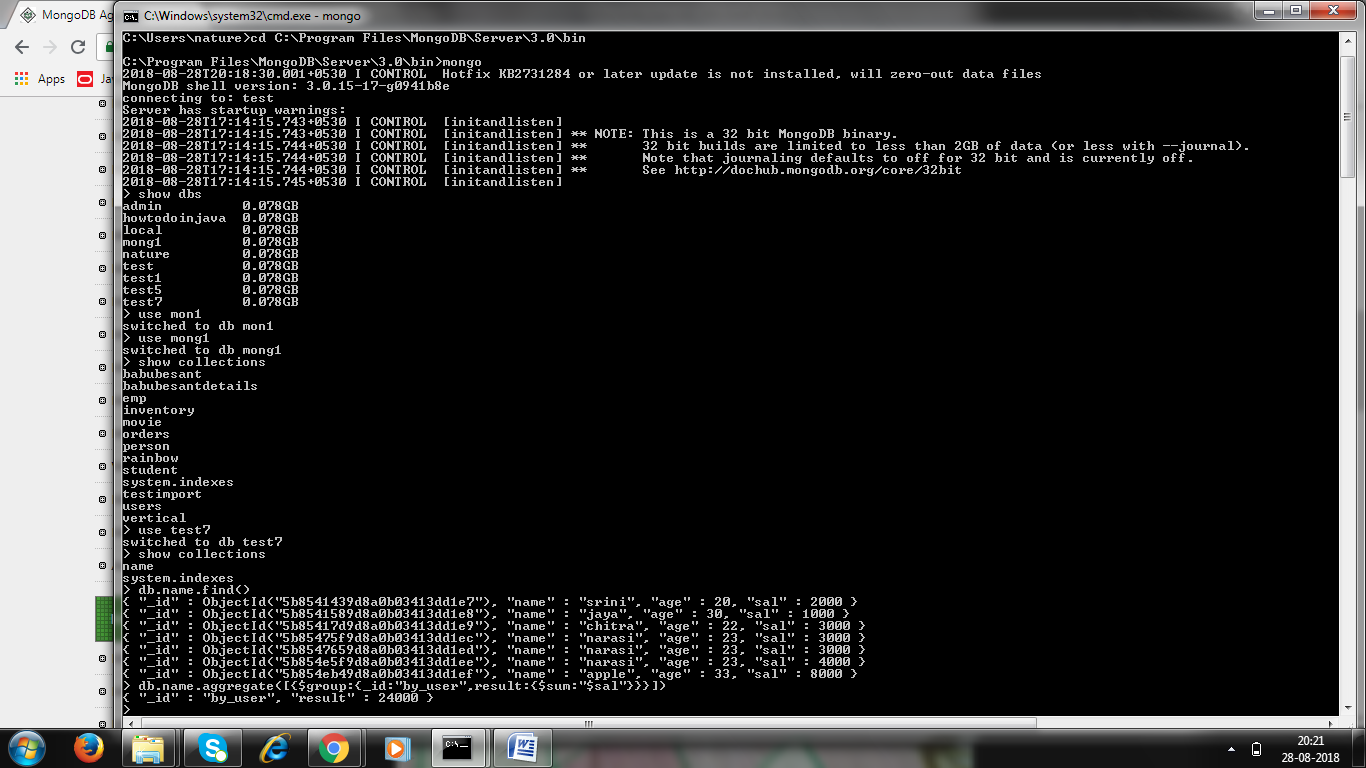 MongoDB Ag
C:\Windows\system32\cmd.exe - mongo
Apps
Ja
C:\Users\nature>cd C:\Program Files\MongoDB\Server\3.0\bin
C:\Program Files\MongoDB\Server\3.0\bin>mongo
2018-08-28T20:18:30.001+0530 I CONTROL  Hotfix KB2731284 or later update is not installed, will zero-out data files
MongoDB shell version: 3.0.15-17-g0941b8e
connecting to: test
Server has startup warnings:
2018-08-28T17:14:15.743+0530 I CONTROL  [initandlisten]
2018-08-28T17:14:15.743+0530 I CONTROL  [initandlisten] ** NOTE: This is a 32 bit MongoDB binary.
2018-08-28T17:14:15.744+0530 I CONTROL  [initandlisten] **       32 bit builds are limited to less than 2GB of data (or less with --journal).
2018-08-28T17:14:15.744+0530 I CONTROL  [initandlisten] **       Note that journaling defaults to off for 32 bit and is currently off.
2018-08-28T17:14:15.744+0530 I CONTROL  [initandlisten] **       See http://dochub.mongodb.org/core/32bit
2018-08-28T17:14:15.745+0530 I CONTROL  [initandlisten]
> show dbs
admin          0.078GB
howtodoinjava  0.078GB
local          0.078GB
mong1          0.078GB
nature         0.078GB
test           0.078GB
test1          0.078GB
test5          0.078GB
test7          0.078GB
> use mon1
switched to db mon1
> use mong1
switched to db mong1
> show collections
babubesant
babubesantdetails
emp
inventory
movie
orders
person
rainbow
student
system.indexes
testimport
users
vertical
> use test7
switched to db test7
> show collections
name
system.indexes
> db.name.find()
{ "_id" : ObjectId("5b8541439d8a0b03413dd1e7"), "name" : "srini", "age" : 20, "sal" : 2000 }
{ "_id" : ObjectId("5b8541589d8a0b03413dd1e8"), "name" : "jaya", "age" : 30, "sal" : 1000 }
{ "_id" : ObjectId("5b85417d9d8a0b03413dd1e9"), "name" : "chitra", "age" : 22, "sal" : 3000 }
{ "_id" : ObjectId("5b85475f9d8a0b03413dd1ec"), "name" : "narasi", "age" : 23, "sal" : 3000 }
{ "_id" : ObjectId("5b8547659d8a0b03413dd1ed"), "name" : "narasi", "age" : 23, "sal" : 3000 }
{ "_id" : ObjectId("5b854e5f9d8a0b03413dd1ee"), "name" : "narasi", "age" : 23, "sal" : 4000 }
{ "_id" : ObjectId("5b854eb49d8a0b03413dd1ef"), "name" : "apple", "age" : 33, "sal" : 8000 }
> db.name.aggregate([{$group:{_id:"by_user",result:{$sum:"$sal"}}}])
{ "_id" : "by_user", "result" : 24000 }
>
20:21
28-08-2018